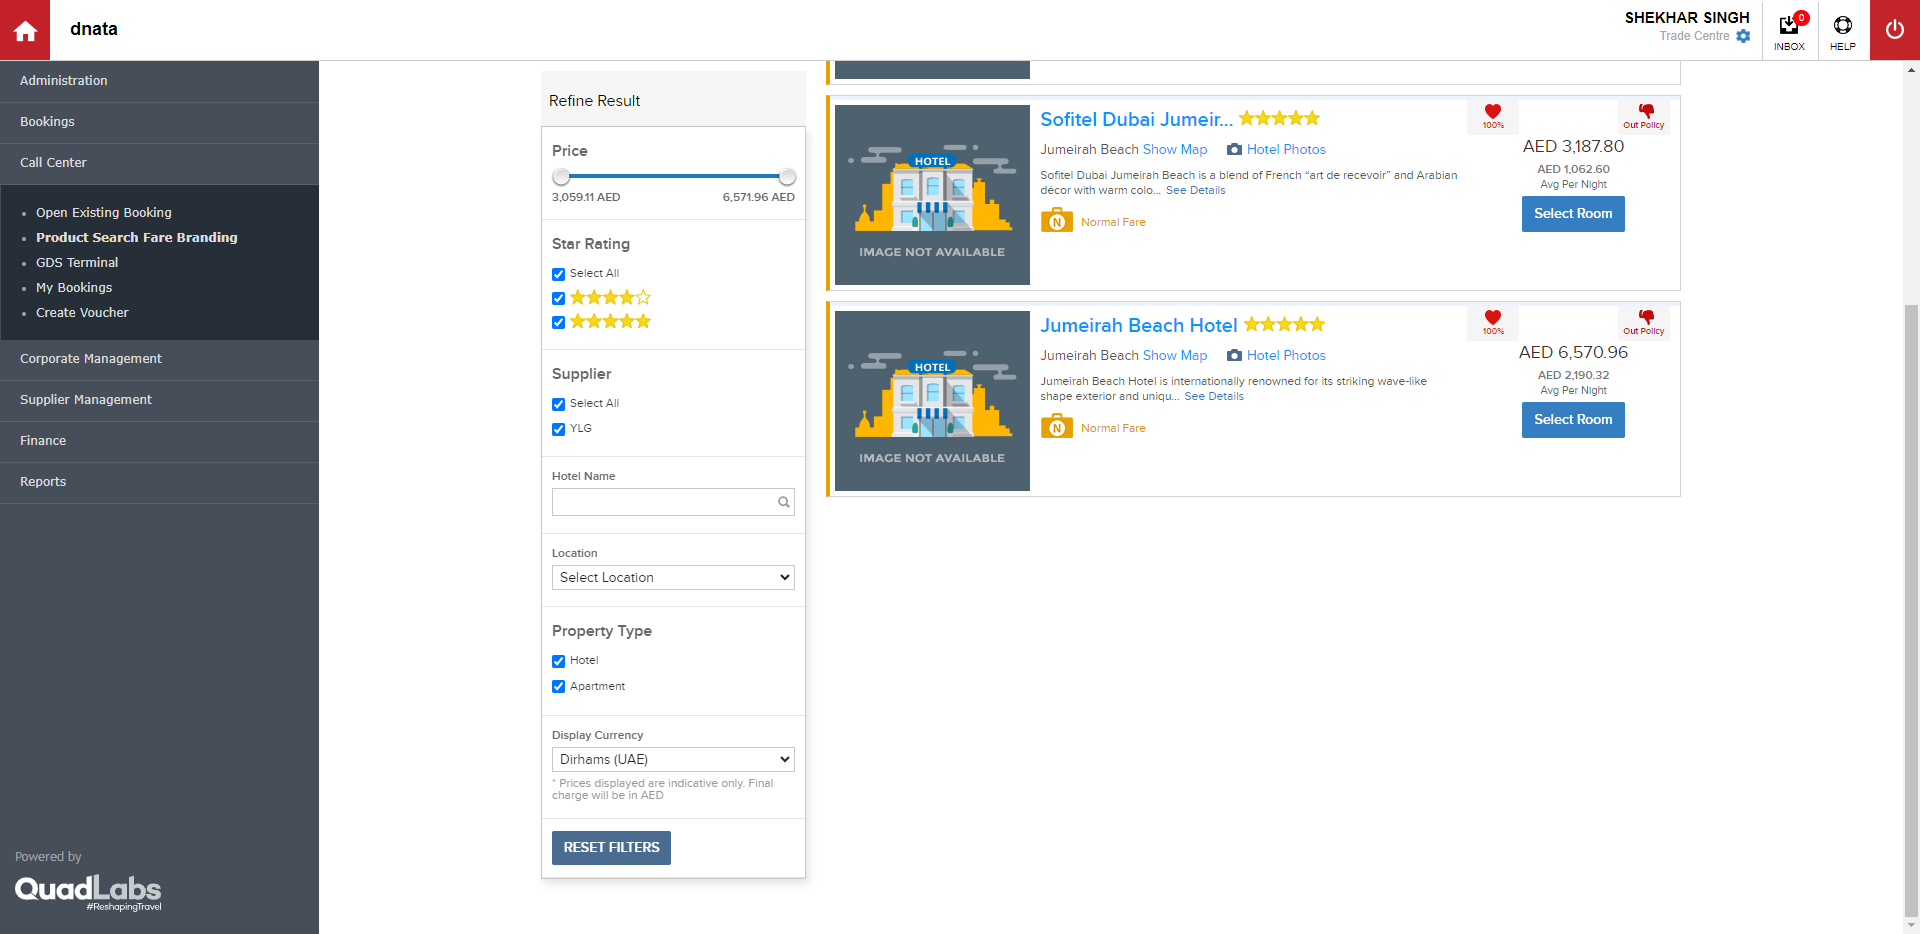 dnata
SHEKHAR SINGH
Trade Centre
0
INBOX
HELP
Administration
Bookings
Call Center
Open Existing Booking
Product Search Fare Branding
GDS Terminal
My Bookings
Create Voucher
Corporate Management
Supplier Management
Finance
Reports
Powered by
QuadLabs
#ReshapingTravel
Refine Result
Price
3,059.11 AED 6,571.96 AED
Star Rating
Select All
Supplier
Select All
YLG
Hotel Name
Location
Select Location
Property Type
Hotel
Apartment
Display Currency
Dirhams (UAE)
* Prices displayed are indicative only. Final
charge will be in AED
RESET FILTERS
HOTEL
IMAGE NOT AVAILABLE
Sofitel Dubai Jumeir...
Jumeirah Beach Show Map Hotel Photos
Sofitel Dubai Jumeirah Beach is a blend of French “art de recevoir” and Arabian
décor with warm colo... See Details
N Normal Fare
100%
Out Policy
AED 3,187.80
AED 1,062.60
Avg Per Night
Select Room
HOTEL
IMAGE NOT AVAILABLE
Jumeirah Beach Hotel
Jumeirah Beach Show Map Hotel Photos
Jumeirah Beach Hotel is internationally renowned for its striking wave-like
shape exterior and uniqu... See Details
N Normal Fare
100%
Out Policy
AED 6,570.96
AED 2,190.32
Avg Per Night
Select Room